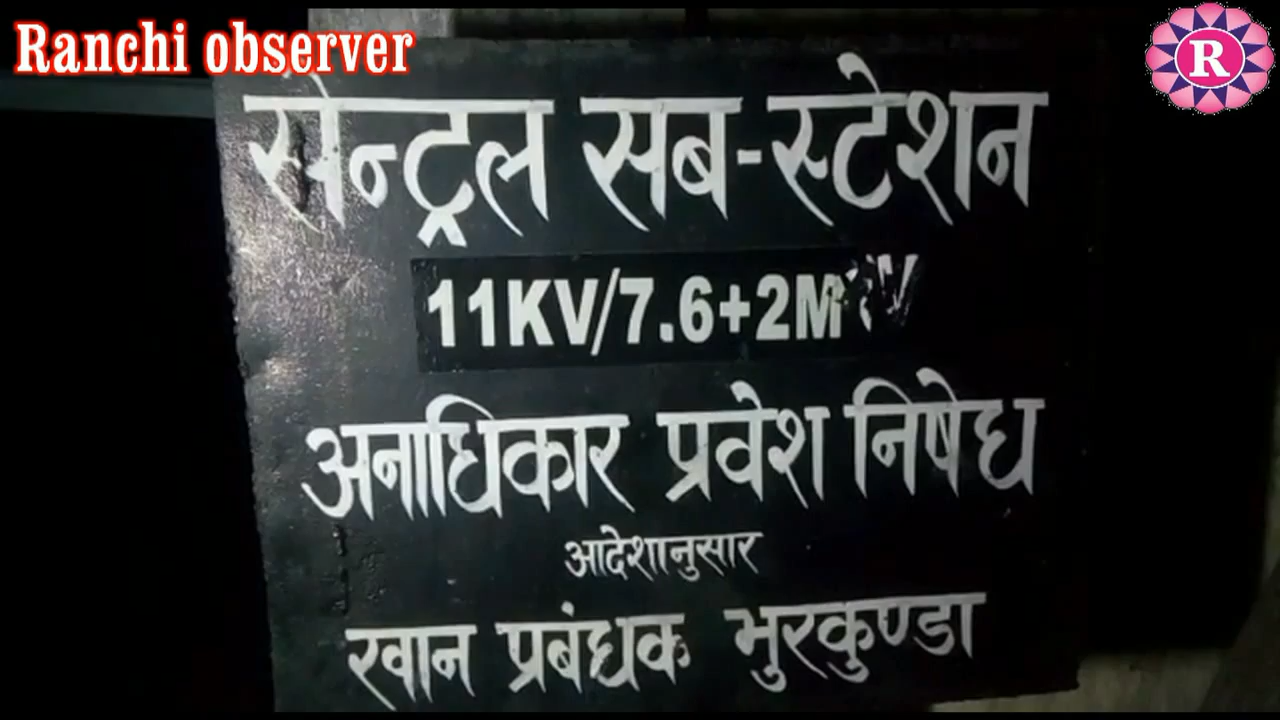 Ranchi observer
R
सेन्ट्रल सब-स्टेशन
11KV/7.6+2M
अनाधिकार प्रवेश निषेध
आदेशानुसार
खान प्रबंधक भुरकुण्डा